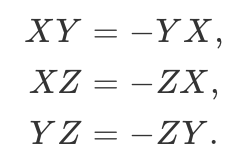 XY = −YX,
XZ = −ZX,
YZ = −ZY.